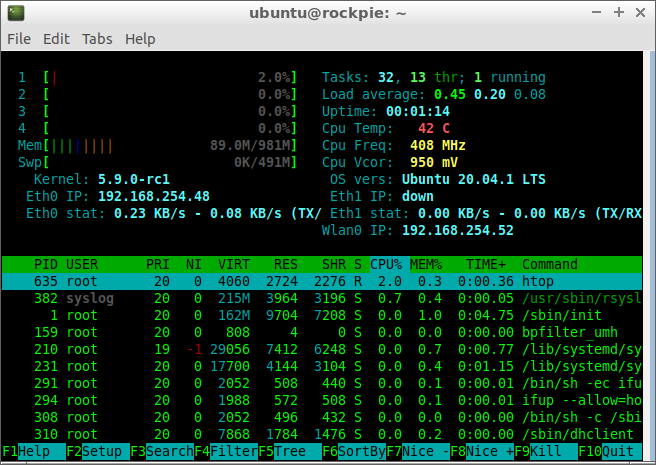 ubuntu@rockpie: ~
File Edit Tabs Help
1 [| 2.0%] Tasks: 32, 13 thr; 1 running
2 [ 0.0%] Load average: 0.45 0.20 0.08
3 [ 0.0%] Uptime: 00:01:14
4 [ 0.0%] Cpu Temp: 42 C
Mem[|||||||| 89.0M/981M] Cpu Freq: 408 MHz
Swp[ 0K/491M] Cpu Vcor: 950 mV
Kernel: 5.9.0-rc1 OS vers: Ubuntu 20.04.1 LTS
Eth0 IP: 192.168.254.48 Eth1 IP: down
Eth0 stat: 0.23 KB/s - 0.08 KB/s (TX/ Eth1 stat: 0.00 KB/s - 0.00 KB/s (TX/RX
Wlan0 IP: 192.168.254.52
PID USER PRI NI VIRT RES SHR S CPU% MEM% TIME+ Command
635 root 20 0 4060 2724 2276 R 2.0 0.3 0:00.36 htop
382 syslog 20 0 215M 3964 3196 S 0.7 0.4 0:00.05 /usr/sbin/rsysl
1 root 20 0 162M 9704 7208 S 0.0 1.0 0:04.75 /sbin/init
159 root 20 0 808 4 0 S 0.0 0.0 0:00.00 bpfilter_umh
210 root 19 -1 29056 7412 6248 S 0.0 0.7 0:00.77 /lib/systemd/sy
231 root 20 0 17700 4144 3104 S 0.0 0.4 0:01.15 /lib/systemd/sy
291 root 20 0 2052 508 440 S 0.0 0.1 0:00.01 /bin/sh -ec ifu
294 root 20 0 1988 572 508 S 0.0 0.1 0:00.01 ifup --allow=ho
308 root 20 0 2052 496 432 S 0.0 0.0 0:00.00 /bin/sh -c /sbi
310 root 20 0 7868 1784 1476 S 0.0 0.2 0:00.00 /sbin/dhclient
F1Help F2Setup F3SearchF4FilterF5Tree F6SortByF7Nice -F8Nice +F9Kill F10Quit